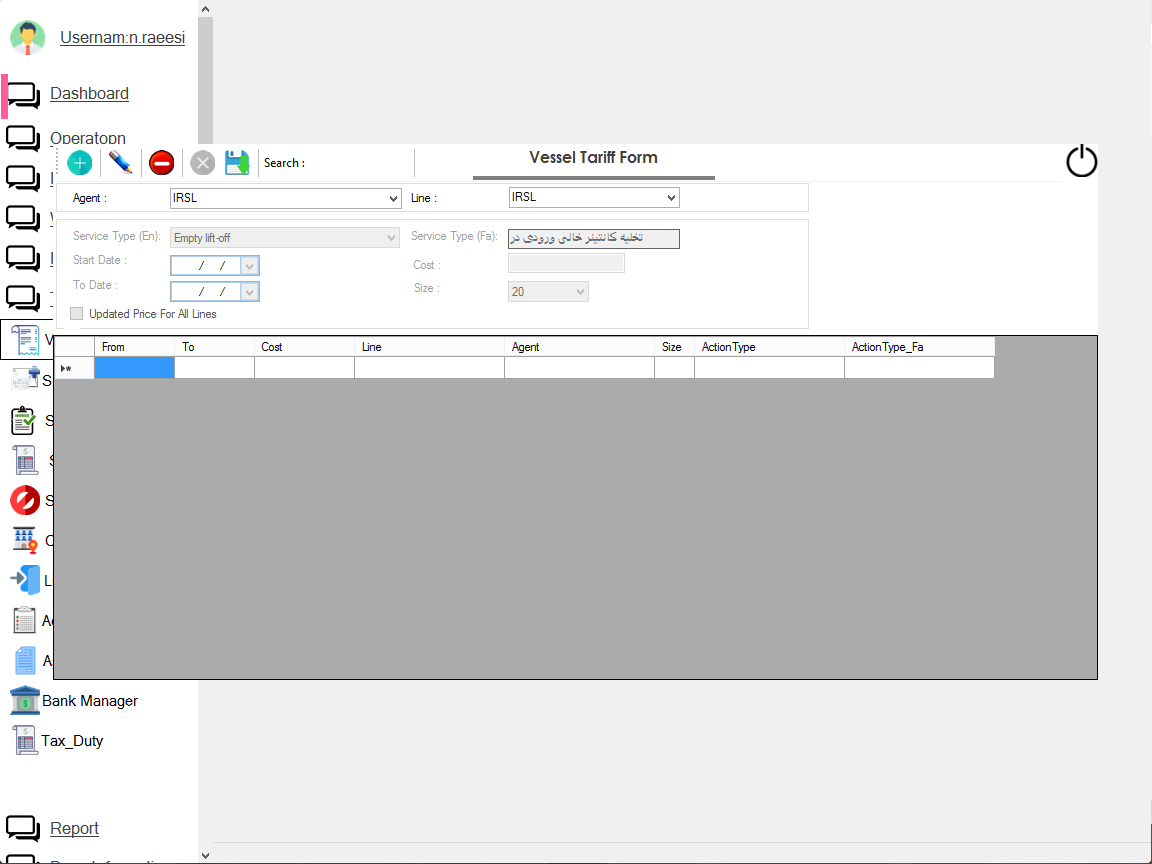 Usernam:n.raeesi
Dashboard
Operatopn
Search :
Vessel Tariff Form
Agent :
IRSL
Line :
IRSL
Service Type (En):
Empty lift-off
Service Type (Fa):
تخلیه کانتینر خالی ورودی در
Start Date :
/ /
Cost :
To Date :
/ /
Size :
20
Updated Price For All Lines
From To Cost Line Agent Size ActionType ActionType_Fa
Bank Manager
Tax_Duty
Report